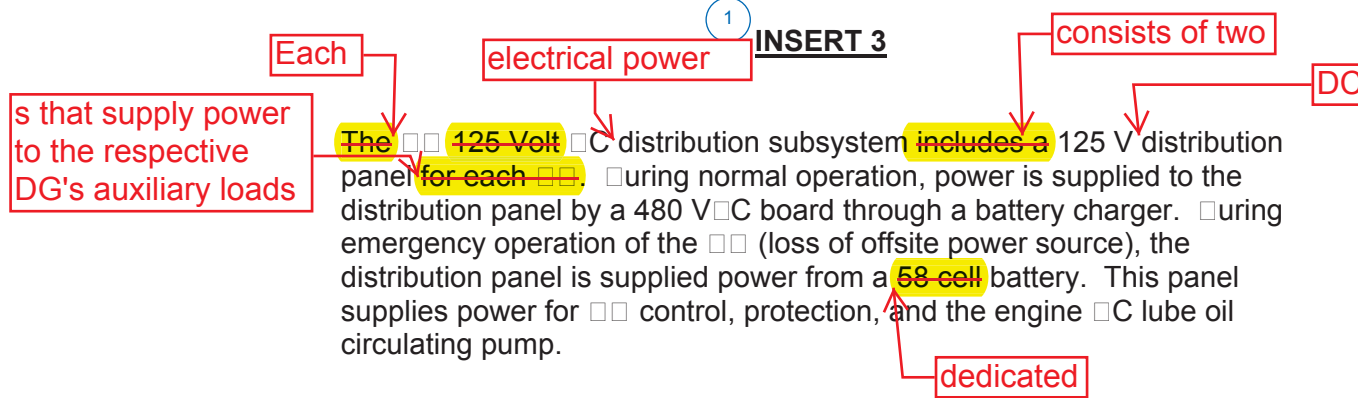 1
INSERT 3
consists of two
Each
electrical power
DC
s that supply power
to the respective
DG's auxiliary loads
The □□ 125 Volt □C distribution subsystem includes a 125 V distribution
panel for each □□. □uring normal operation, power is supplied to the
distribution panel by a 480 V□C board through a battery charger. □uring
emergency operation of the □□ (loss of offsite power source), the
distribution panel is supplied power from a 58 cell battery. This panel
supplies power for □□ control, protection, and the engine □C lube oil
circulating pump.
dedicated